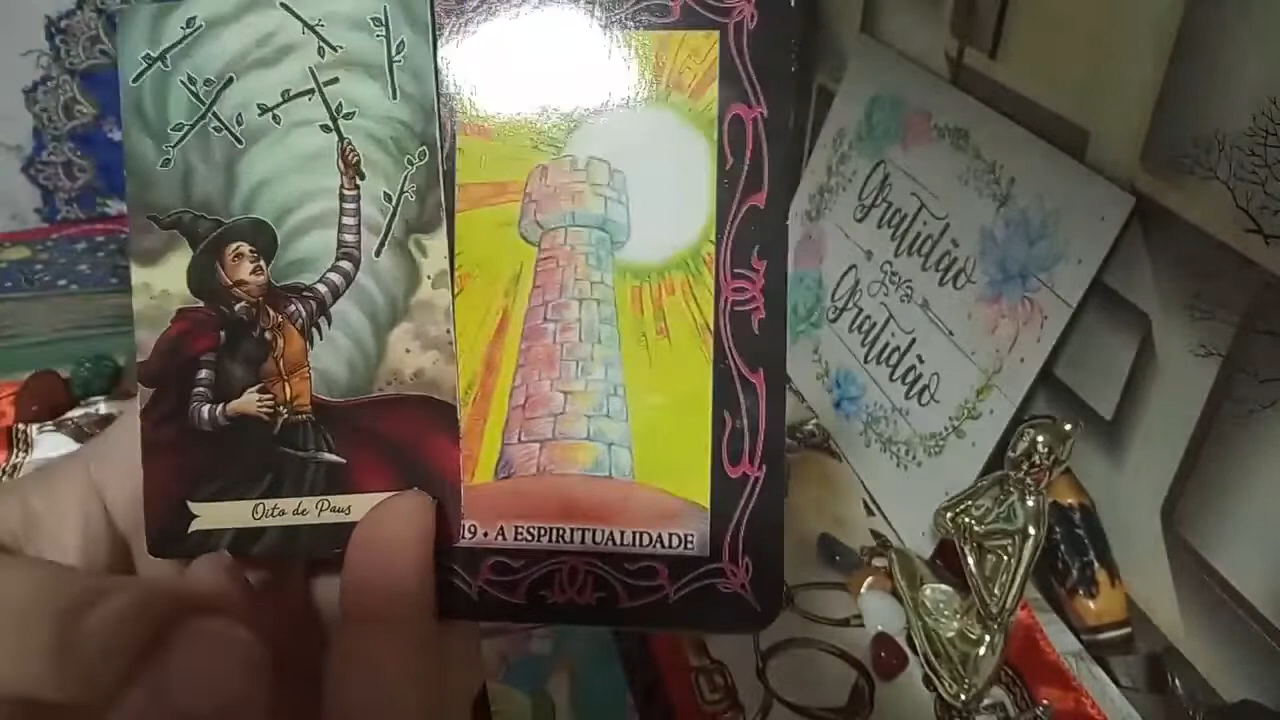 Oito de Paus
19 • A ESPIRITUALIDADE
Gratidão
gera
Gratidão